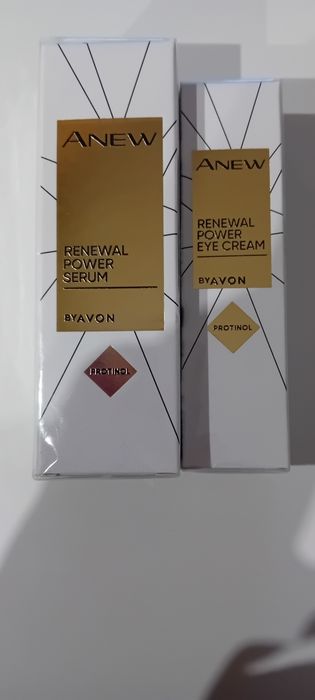 ANEW
RENEWAL
POWER
SERUM
BY AVON
PROTINOL
ANEW
RENEWAL
POWER
EYE CREAM
BY AVON
PROTINOL